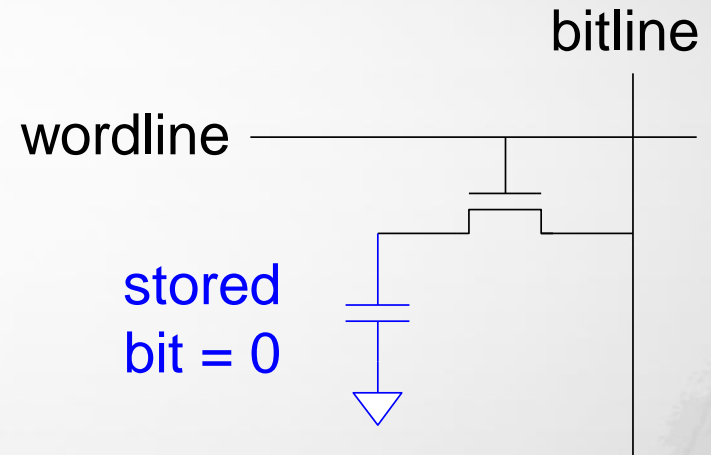 bitline
wordline
stored
bit = 0